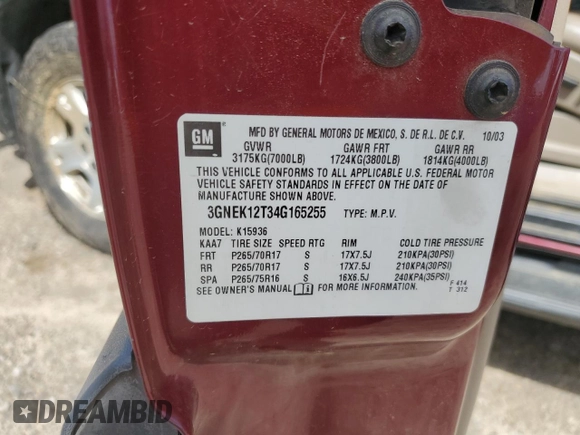 GM
MFD BY GENERAL MOTORS DE MEXICO, S. DE R.L. DE C.V. 10/03
GVWR GAWR FRT GAWR RR
3175KG(7000LB) 1724KG(3800LB) 1814KG(4000LB)
THIS VEHICLE CONFORMS TO ALL APPLICABLE U.S. FEDERAL MOTOR
VEHICLE SAFETY STANDARDS IN EFFECT ON THE DATE OF
MANUFACTURE SHOWN ABOVE.
3GNEK12T34G165255 TYPE: M.P.V.
MODEL: K15936
KAA7 TIRE SIZE SPEED RTG RIM COLD TIRE PRESSURE
FRT P265/70R17 S 17X7.5J 210KPA(30PSI)
RR P265/70R17 S 17X7.5J 210KPA(30PSI)
SPA P265/75R16 S 16X6.5J 240KPA(35PSI)
SEE OWNER'S MANUAL FOR MORE INFORMATION. F 414
T 312
DREAMBID